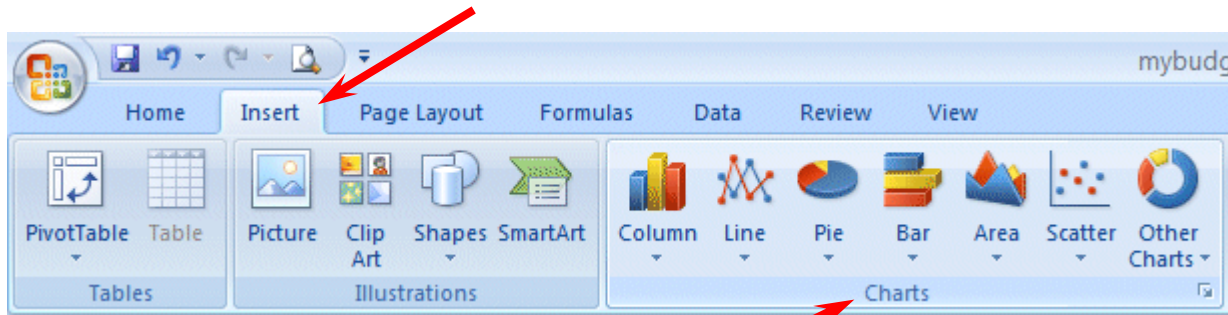 mybudg
Home Insert Page Layout Formulas Data Review View
PivotTable Table Picture Clip Art Shapes SmartArt Column Line Pie Bar Area Scatter Other Charts
Tables Illustrations Charts